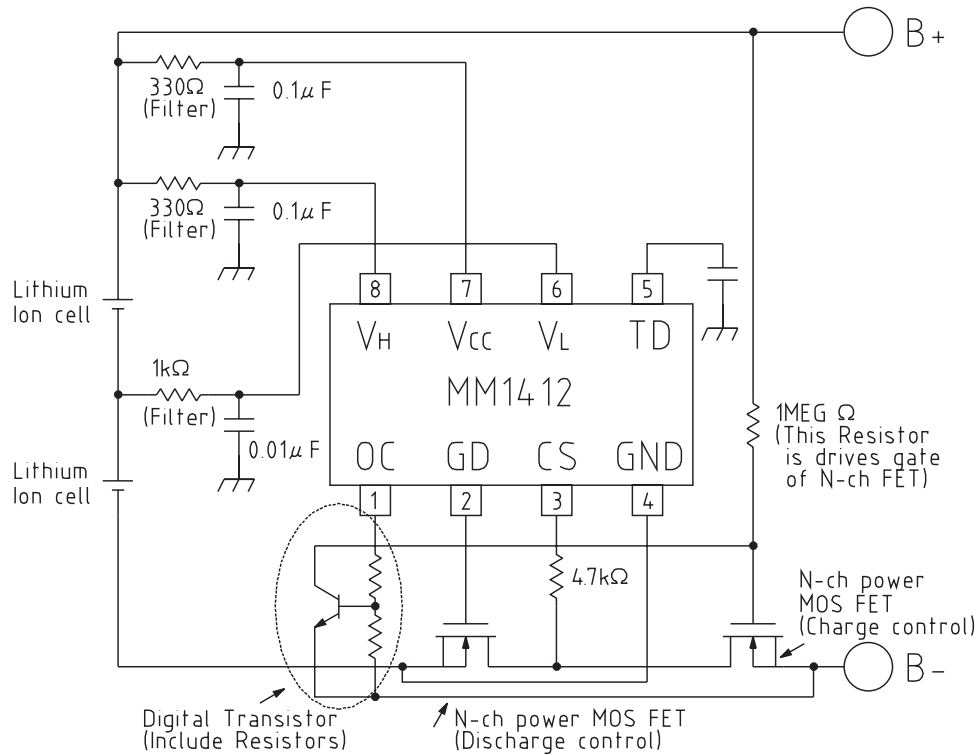 B+
330Ω
(Filter)
0.1μF
330Ω
(Filter)
0.1μF
Lithium
Ion cell
8
7
6
5
VH
VCC
VL
TD
MM1412
1kΩ
(Filter)
0.01μF
1MEG Ω
(This Resistor
is drives gate
of N-ch FET)
OC
GD
CS
GND
Lithium
Ion cell
1
2
3
4
4.7kΩ
N-ch power
MOS FET
(Charge control)
B-
Digital Transistor
(Include Resistors)
N-ch power MOS FET
(Discharge control)